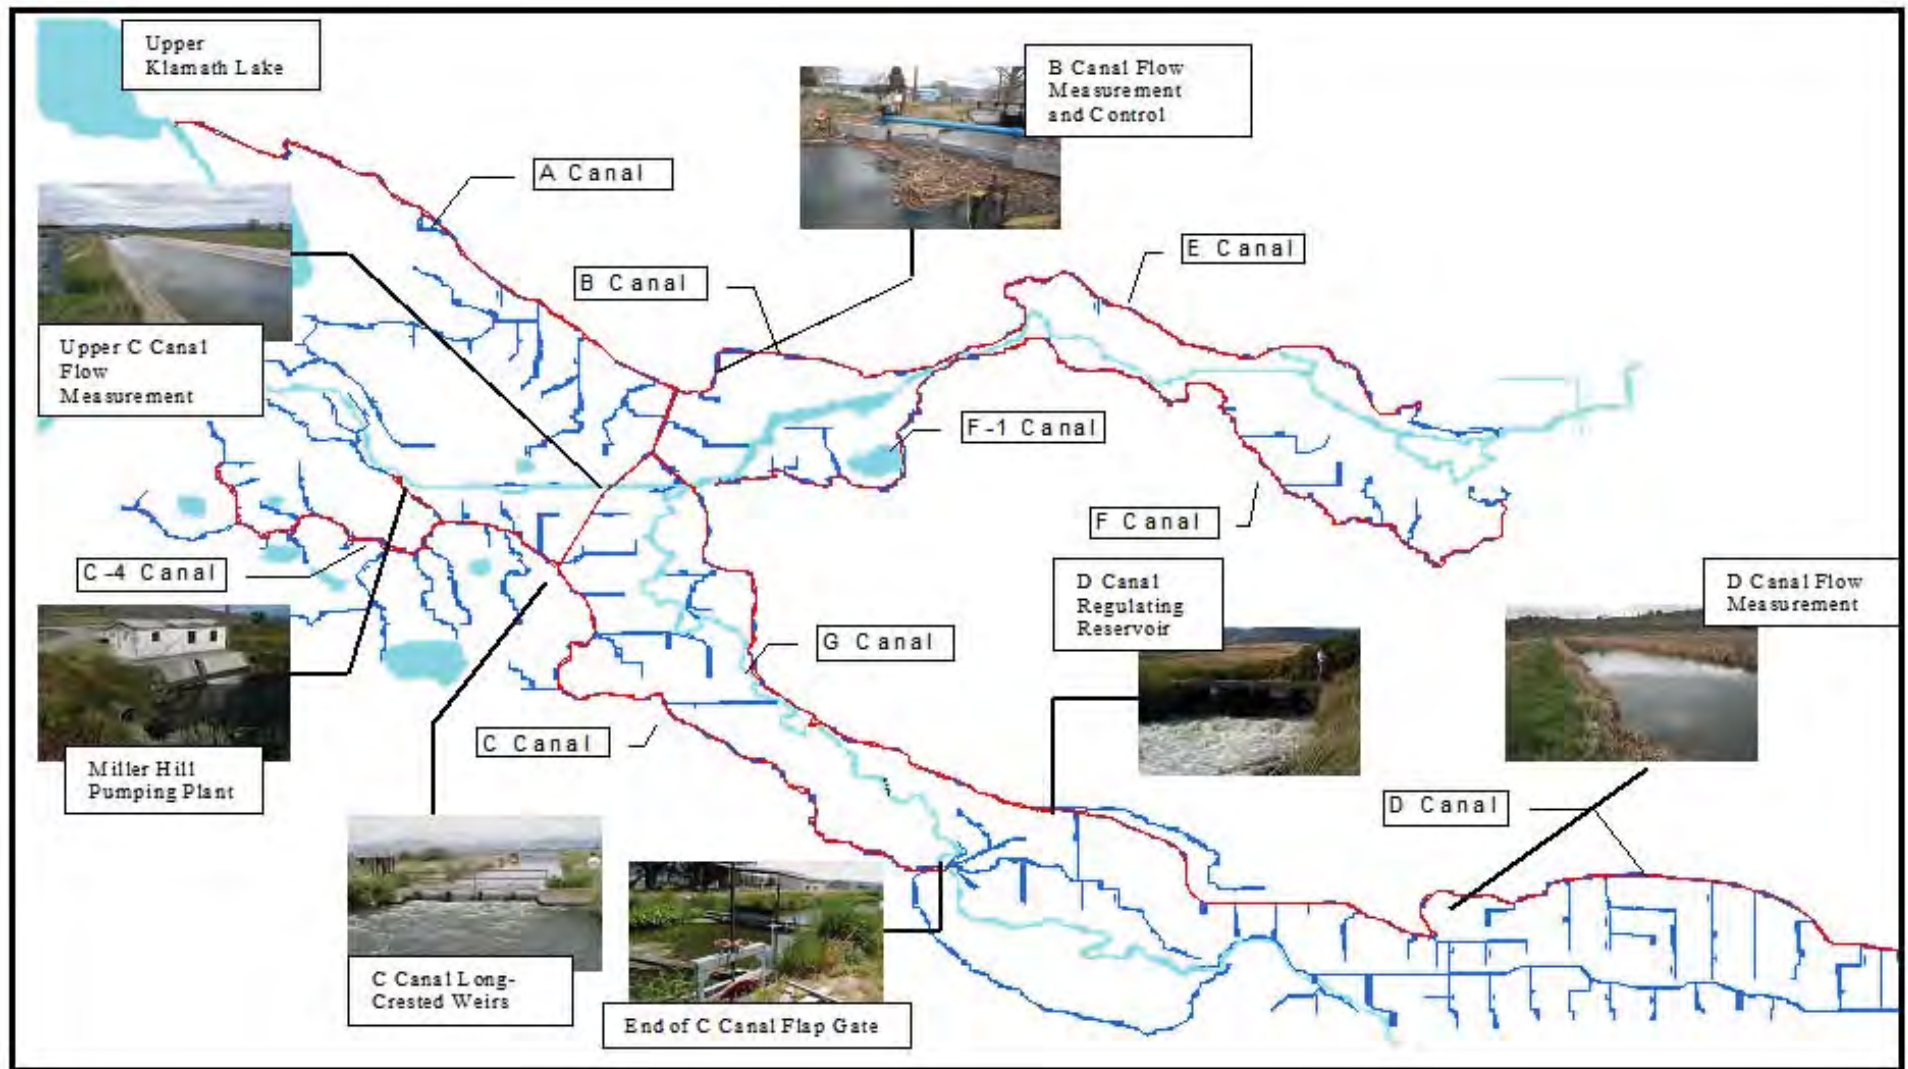 Upper
Klamath Lake
B Canal Flow
Measurement
and Control
A Canal
E Canal
B Canal
Upper C Canal
Flow
Measurement
F-1 Canal
F Canal
C-4 Canal
D Canal
Regulating
Reservoir
D Canal Flow
Measurement
G Canal
C Canal
Miller Hill
Pumping Plant
D Canal
C Canal Long-
Crested Weirs
End of C Canal Flap Gate